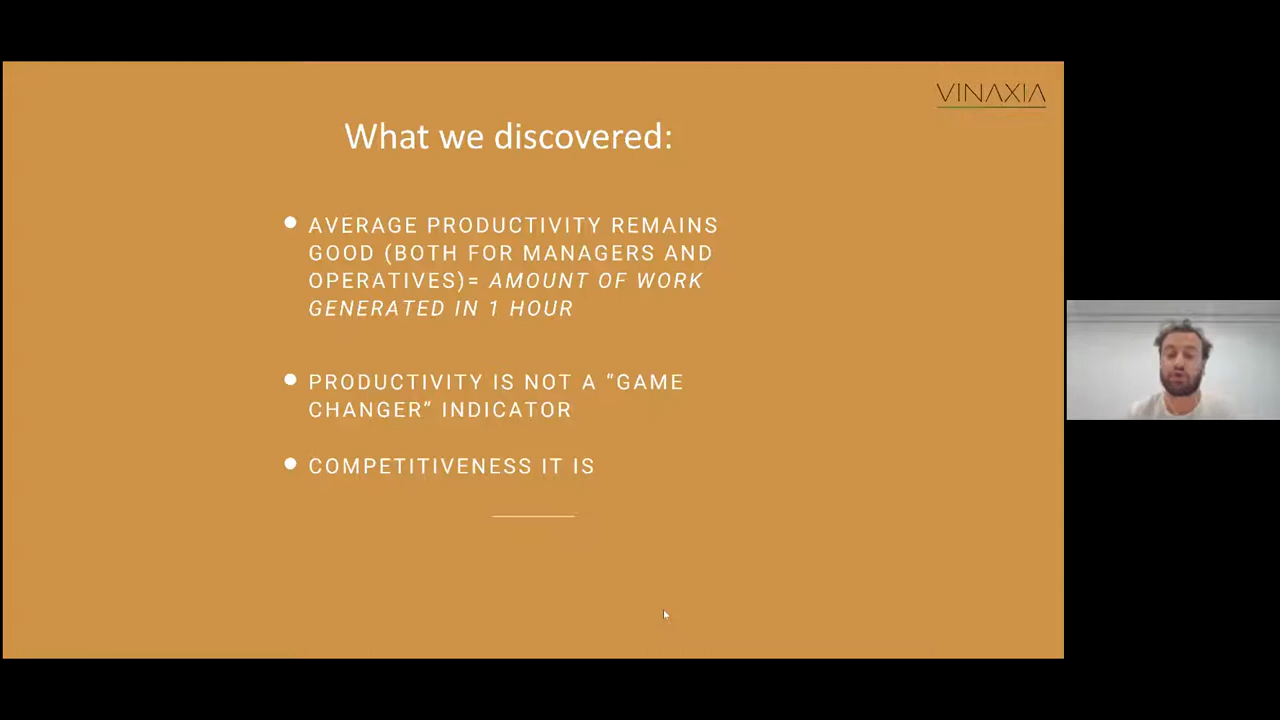 VINAXIA
What we discovered:
AVERAGE PRODUCTIVITY REMAINS
GOOD (BOTH FOR MANAGERS AND
OPERATIVES)= AMOUNT OF WORK
GENERATED IN 1 HOUR
PRODUCTIVITY IS NOT A "GAME
CHANGER" INDICATOR
COMPETITIVENESS IT IS